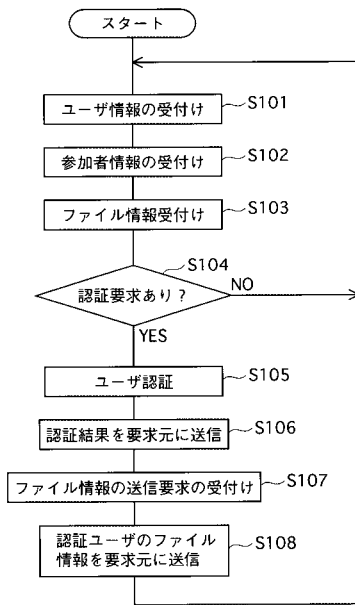 スタート
ユーザ情報の受付け
S101
参加者情報の受付け
S102
ファイル情報受付け
S103
S104
認証要求あり?
NO
YES
ユーザ認証
S105
認証結果を要求元に送信
S106
ファイル情報の送信要求の受付け
S107
認証ユーザのファイル
情報を要求元に送信
S108